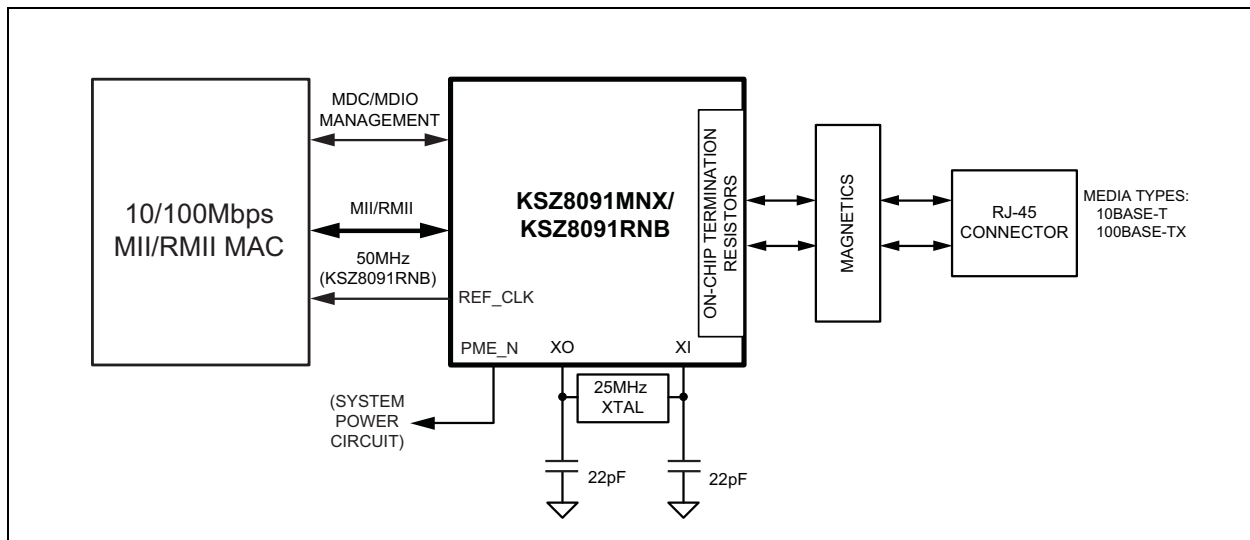 10/100Mbps
MII/RMII MAC
MDC/MDIO
MANAGEMENT
MII/RMII
50MHz
(KSZ8091RNB)
KSZ8091MNX/
KSZ8091RNB
REF_CLK
PME_N
XO
XI
ON-CHIP TERMINATION
RESISTORS
MAGNETICS
RJ-45
CONNECTOR
MEDIA TYPES:
10BASE-T
100BASE-TX
25MHz
XTAL
(SYSTEM
POWER
CIRCUIT)
22pF
22pF